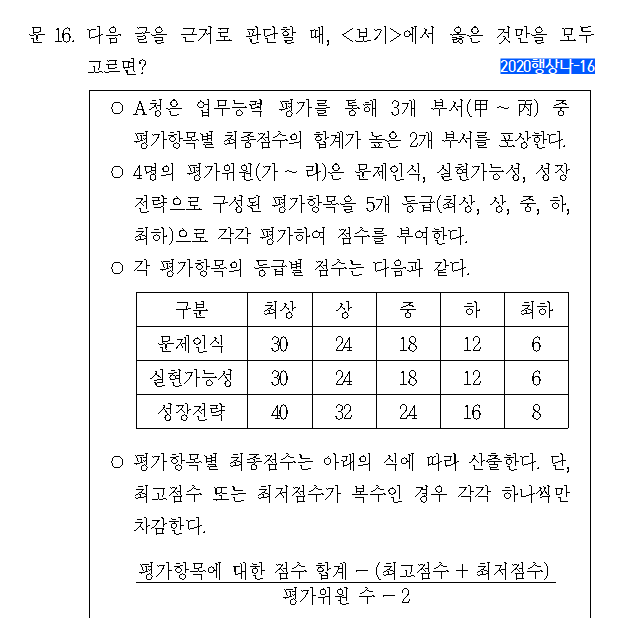 문 16. 다음 글을 근거로 판단할 때, <보기>에서 옳은 것만을 모두
고르면?
2020행상나-16
○ A청은 업무능력 평가를 통해 3개 부서(甲 ~ 丙) 중
평가항목별 최종점수의 합계가 높은 2개 부서를 포상한다.
○ 4명의 평가위원(가 ~ 라)은 문제인식, 실현가능성, 성장
전략으로 구성된 평가항목을 5개 등급(최상, 상, 중, 하,
최하)으로 각각 평가하여 점수를 부여한다.
○ 각 평가항목의 등급별 점수는 다음과 같다.
구분 최상 상 중 하 최하
문제인식 30 24 18 12 6
실현가능성 30 24 18 12 6
성장전략 40 32 24 16 8
○ 평가항목별 최종점수는 아래의 식에 따라 산출한다. 단,
최고점수 또는 최저점수가 복수인 경우 각각 하나씩만
차감한다.
평가항목에 대한 점수 합계 - (최고점수 + 최저점수)
평가위원 수 - 2